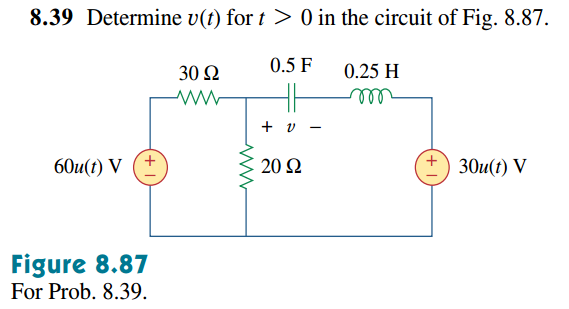 8.39 Determine v(t) for t > 0 in the circuit of Fig. 8.87.
30 Ω
0.5 F
0.25 H
+ v −
60u(t) V
+
−
20 Ω
+
−
30u(t) V
Figure 8.87
For Prob. 8.39.